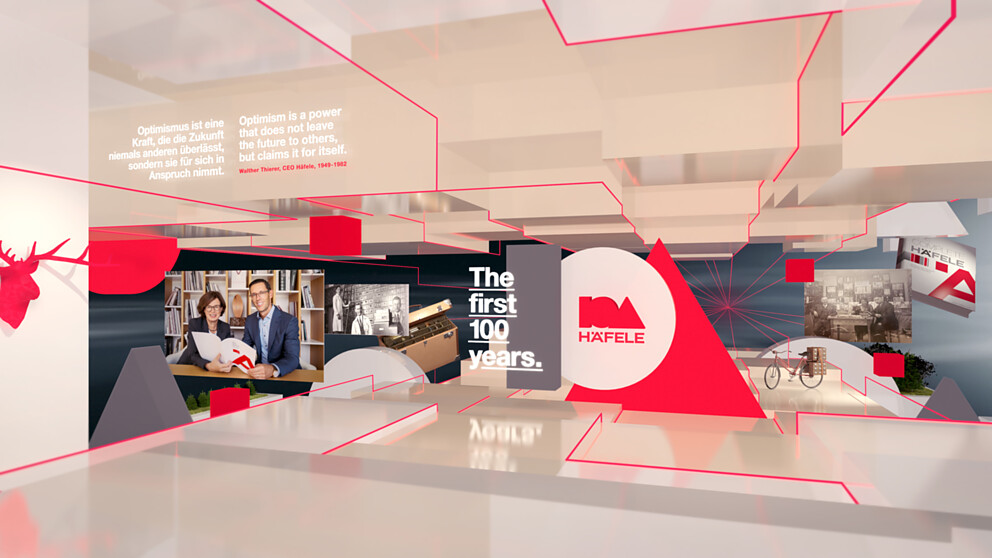 Optimismus ist eine
Kraft, die die Zukunft
niemals anderen überlässt,
sondern sie für sich in
Anspruch nimmt.
Optimism is a power
that does not leave
the future to others,
but claims it for itself.
Walther Thierer, CEO Häfele, 1949–1982
The
first
100
years.
HÄFELE
HÄFELE